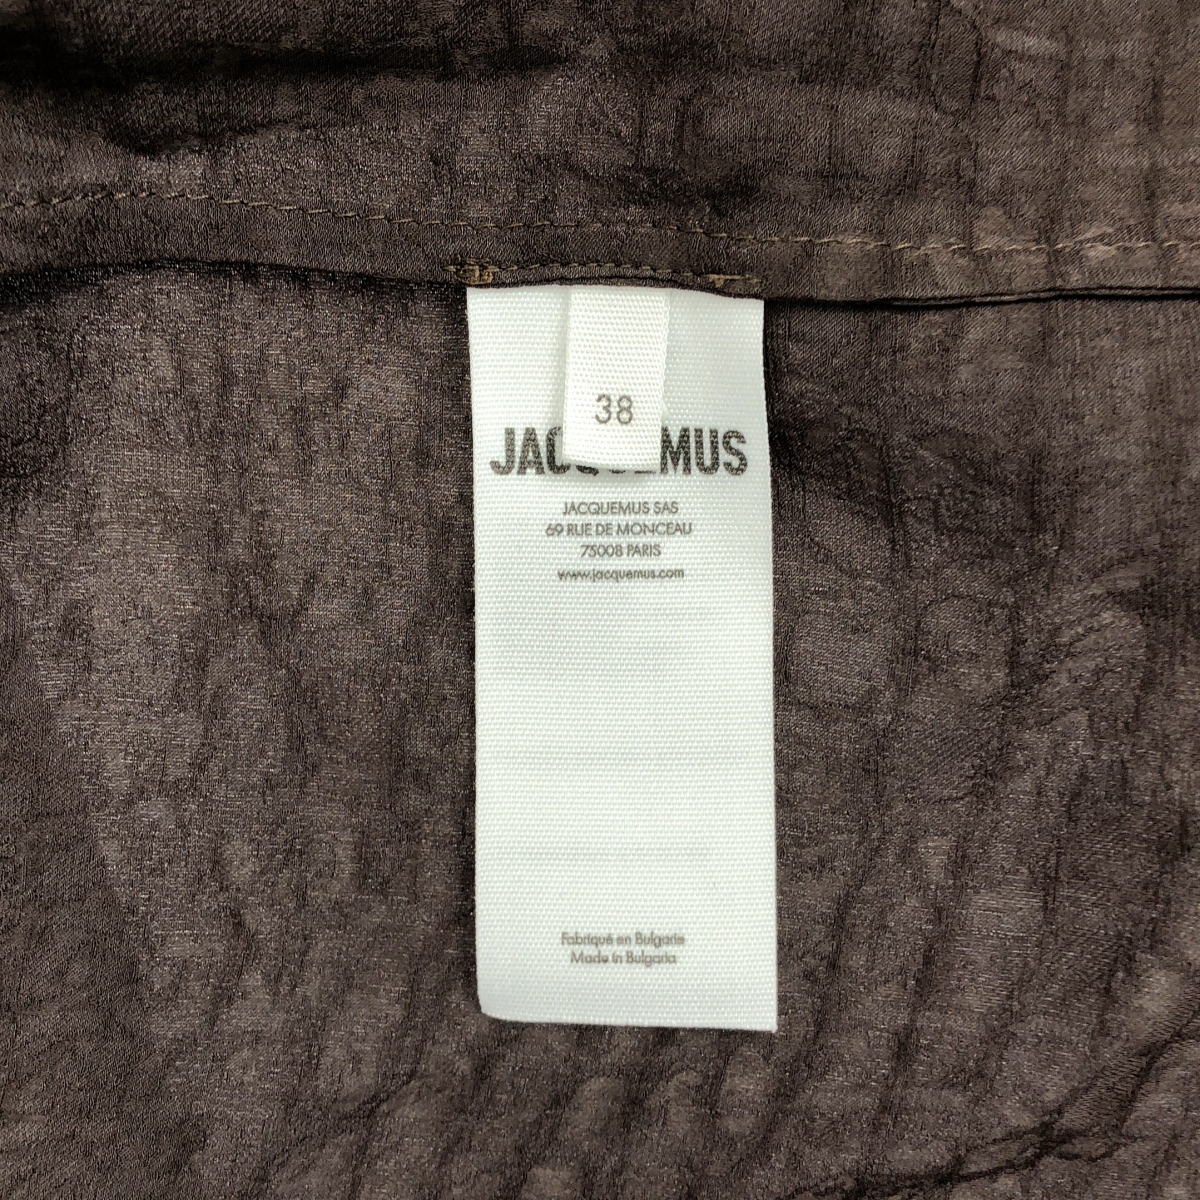 38
JACQUEMUS
JACQUEMUS SAS
69 RUE DE MONCEAU
75008 PARIS
www.jacquemus.com
Fabriqué en Bulgarie
Made in Bulgaria